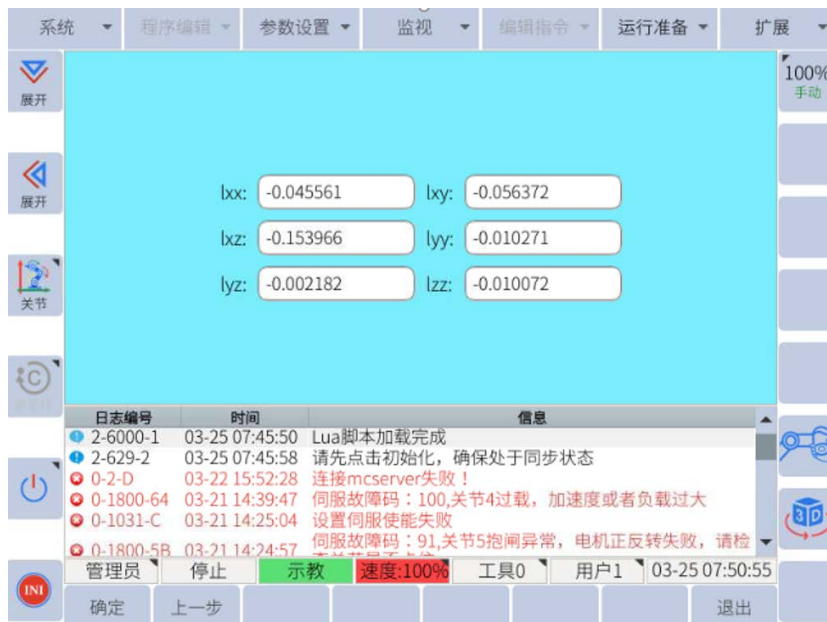 系统 程序编辑 参数设置 监视 编辑指令 运行准备 扩展
展开
100%
手动
展开
lxx: -0.045561 lxy: -0.056372
lxz: -0.153966 lyy: -0.010271
lyz: -0.002182 lzz: -0.010072
关节
日志编号 时间 信息
2-6000-1 03-25 07:45:50 Lua脚本加载完成
2-629-2 03-25 07:45:58 请先点击初始化，确保处于同步状态
0-2-D 03-22 15:52:28 连接mcserver失败！
0-1800-64 03-21 14:39:47 伺服故障码：100,关节4过载，加速度或者负载过大
0-1031-C 03-21 14:25:04 设置伺服使能失败
0-1800-5B 03-21 14:24:57 伺服故障码：91,关节5抱闸异常，电机正反转失败，请检
3D
管理员 停止 示教 速度:100% 工具0 用户1 03-25 07:50:55
INI
确定 上一步 退出